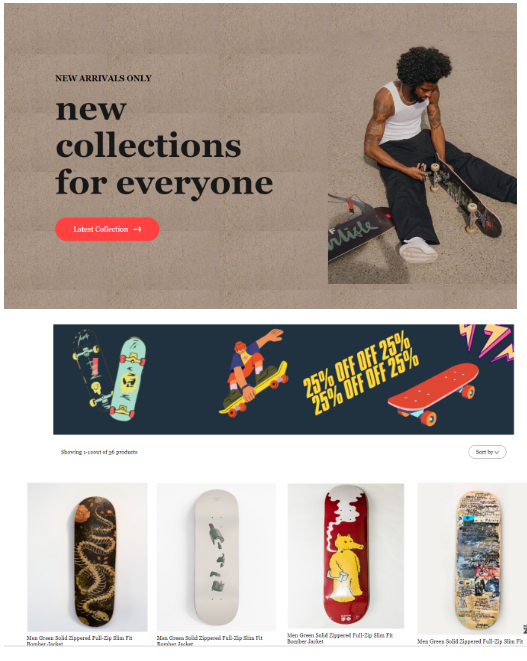 NEW ARRIVALS ONLY
new
collections
for everyone
Latest Collection →
25% OFF OFF 25%
25% OFF OFF 25%
Showing 1-12out of 36 products
Sort by
Men Green Solid Zippered Full-Zip Slim Fit
Bomber Jacket
Men Green Solid Zippered Full-Zip Slim Fit
Bomber Jacket
Men Green Solid Zippered Full-Zip Slim Fit
Bomber Jacket
Men Green Solid Zippered Full-Zip Slim Fit